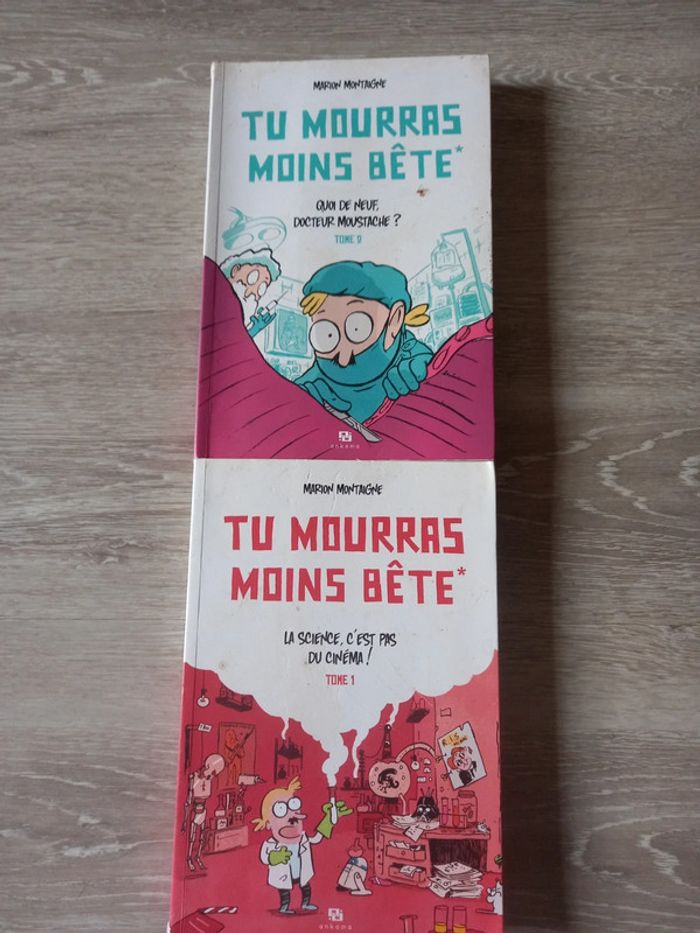 MARION MONTAIGNE
TU MOURRAS
MOINS BÊTE*
QUOI DE NEUF,
DOCTEUR MOUSTACHE ?
TOME 2
ankama
MARION MONTAIGNE
TU MOURRAS
MOINS BÊTE*
LA SCIENCE, C'EST PAS
DU CINÉMA !
TOME 1
ankama